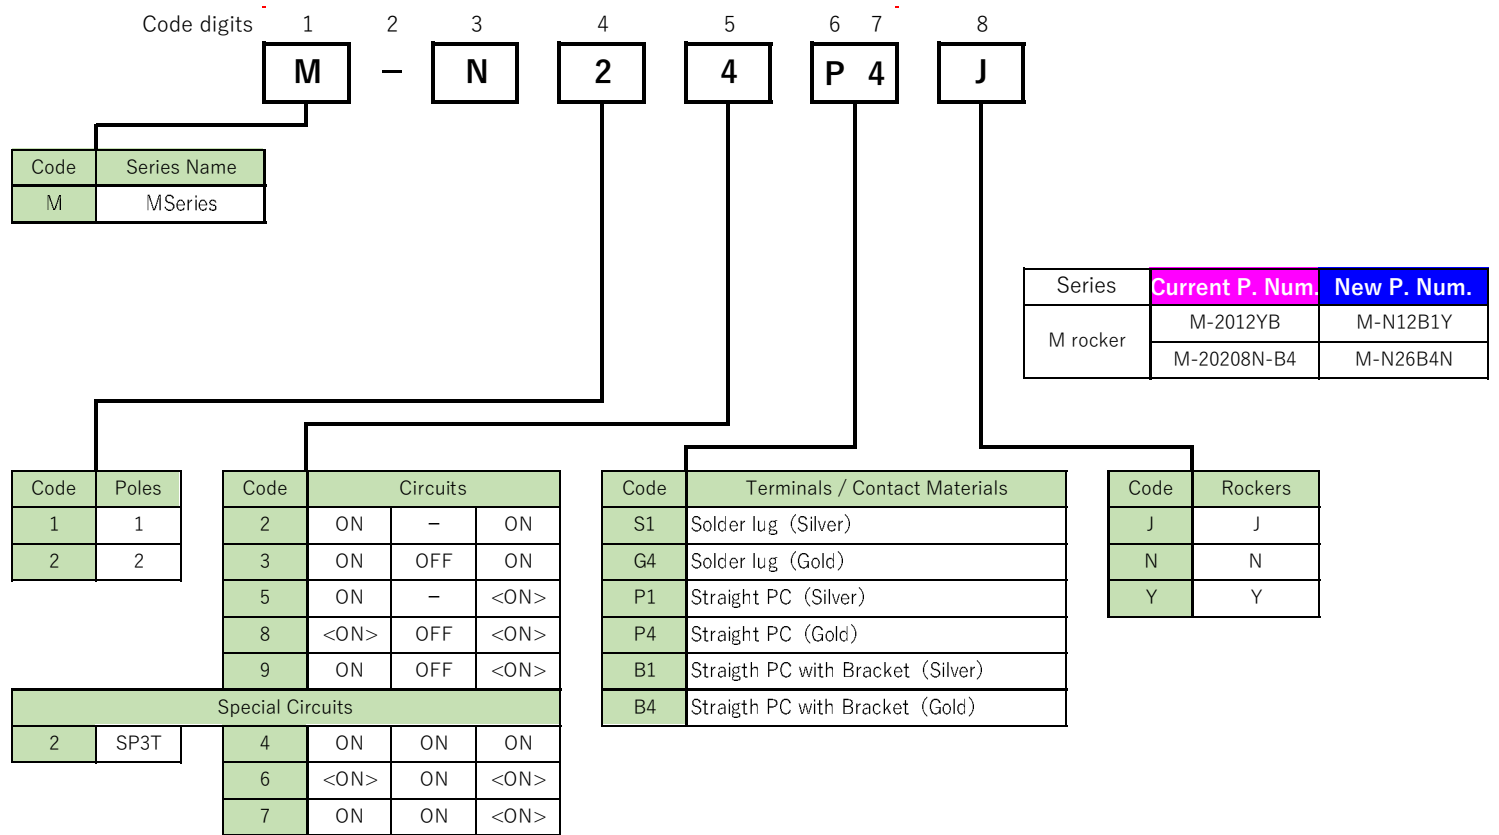 Code digits 1 2 3 4 5 6 7 8
M – N 2 4 P 4 J
Code Series Name
M MSeries
Series Current P. Num. New P. Num.
M rocker M-2012YB M-N12B1Y
M-20208N-B4 M-N26B4N
Code Poles
1 1
2 2
Code Circuits
2 ON – ON
3 ON OFF ON
5 ON – <ON>
8 <ON> OFF <ON>
9 ON OFF <ON>
Special Circuits
2 SP3T
4 ON ON ON
6 <ON> ON <ON>
7 ON ON <ON>
Code Terminals / Contact Materials
S1 Solder lug (Silver)
G4 Solder lug (Gold)
P1 Straight PC (Silver)
P4 Straight PC (Gold)
B1 Straigth PC with Bracket (Silver)
B4 Straigth PC with Bracket (Gold)
Code Rockers
J J
N N
Y Y